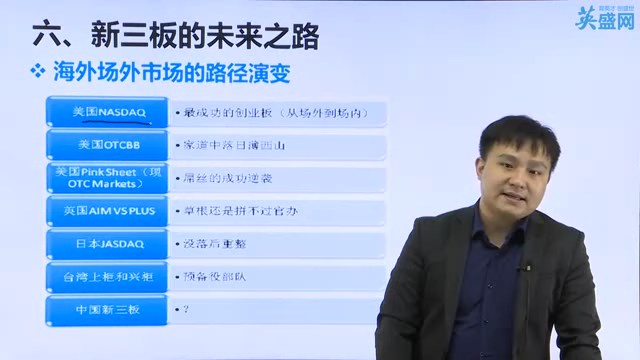 六、新三板的未来之路
英盛网
海外场外市场的路径演变
美国NASDAQ
•最成功的创业板（从场外到场内）
美国OTCBB
•家道中落日薄西山
美国Pink Sheet（现
OTC Markets）
•屌丝的成功逆袭
英国AIM VS PLUS
•草根还是拼不过官办
日本JASDAQ
•没落后重整
台湾上柜和兴柜
•预备役部队
中国新三板
•？